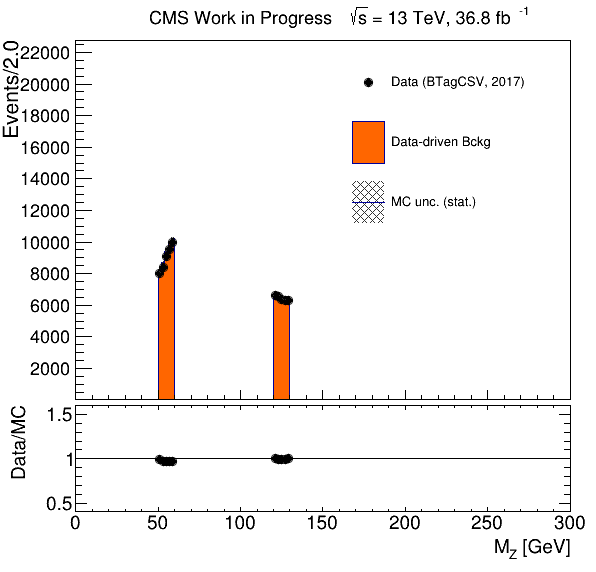 CMS Work in Progress √s = 13 TeV, 36.8 fb -1
Events/2.0
22000
20000
18000
16000
14000
12000
10000
8000
6000
4000
2000
Data (BTagCSV, 2017)
Data-driven Bckg
MC unc. (stat.)
Data/MC
1.5
1
0.5
0 50 100 150 200 250 300
M_Z [GeV]